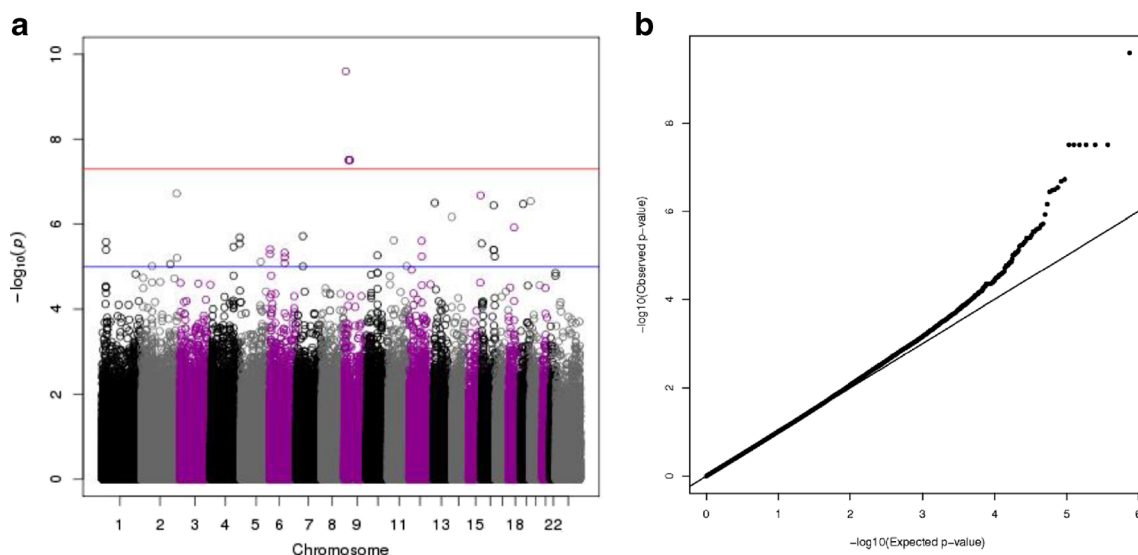 a
10
8
6
4
2
0
−log10(p)
1 2 3 4 5 6 7 8 9 11 13 15 18 22
Chromosome
b
8
6
4
2
0
−log10(Observed p−value)
0 1 2 3 4 5 6
−log10(Expected p−value)